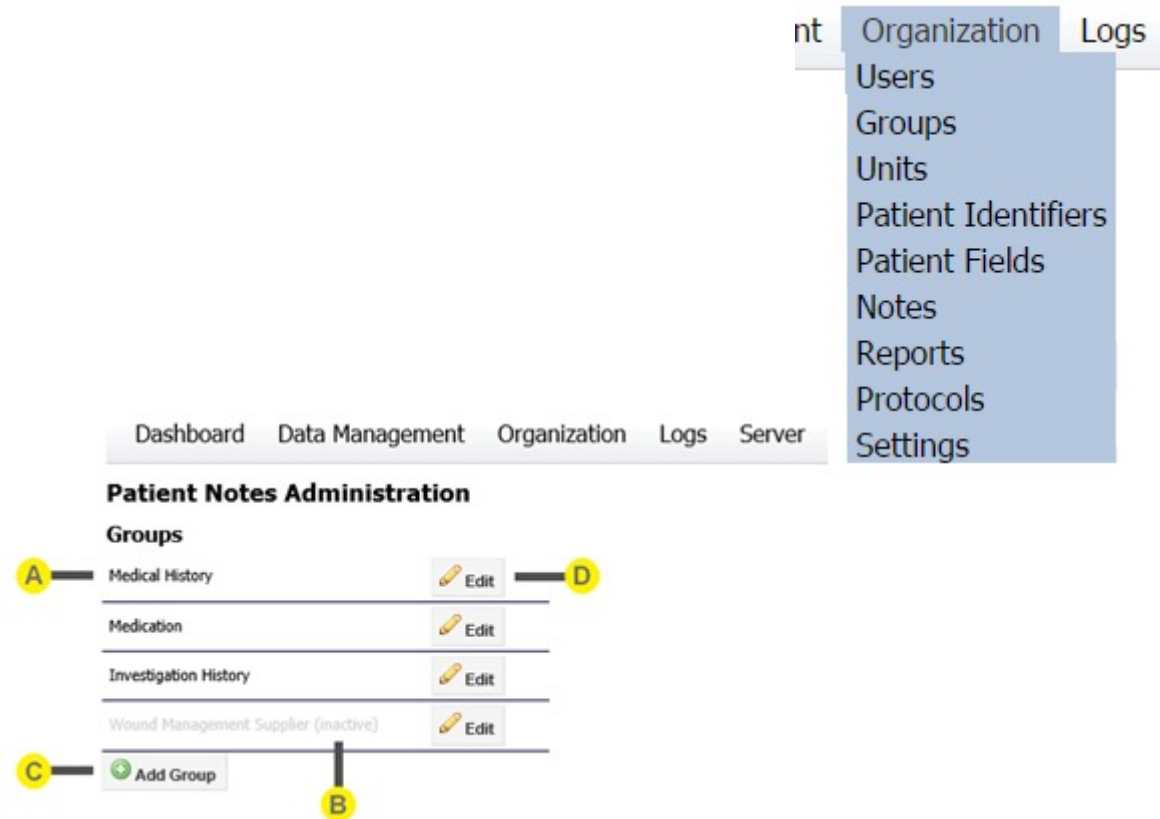 nt Organization Logs
Users
Groups
Units
Patient Identifiers
Patient Fields
Notes
Reports
Protocols
Settings
Dashboard Data Management Organization Logs Server
Patient Notes Administration
Groups
A Medical History Edit D
Medication Edit
Investigation History Edit
Wound Management Supplier (inactive) Edit
C Add Group
B